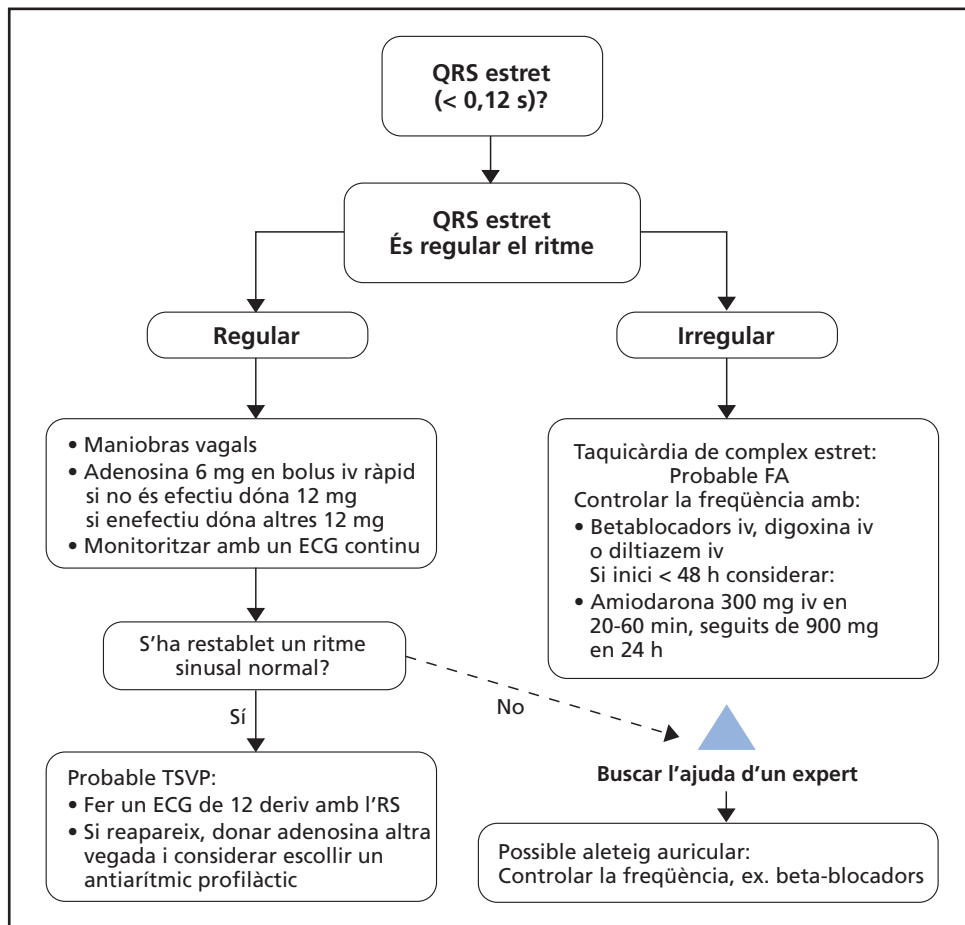 QRS estret
(< 0,12 s)?
QRS estret
És regular el ritme
Regular
Irregular
• Maniobras vagals
• Adenosina 6 mg en bolus iv ràpid
si no és efectiu dóna 12 mg
si enefectiu dóna altres 12 mg
• Monitoritzar amb un ECG continu
Taquicàrdia de complex estret:
Probable FA
Controlar la freqüència amb:
• Betablocadors iv, digoxina iv
o diltiazem iv
Si inici < 48 h considerar:
• Amiodarona 300 mg iv en
20-60 min, seguits de 900 mg
en 24 h
S’ha restablet un ritme
sinusal normal?
Sí
No
Probable TSVP:
• Fer un ECG de 12 deriv amb l’RS
• Si reapareix, donar adenosina altra
vegada i considerar escollir un
antiarítmic profilàctic
Buscar l’ajuda d’un expert
Possible aleteig auricular:
Controlar la freqüència, ex. beta-blocadors